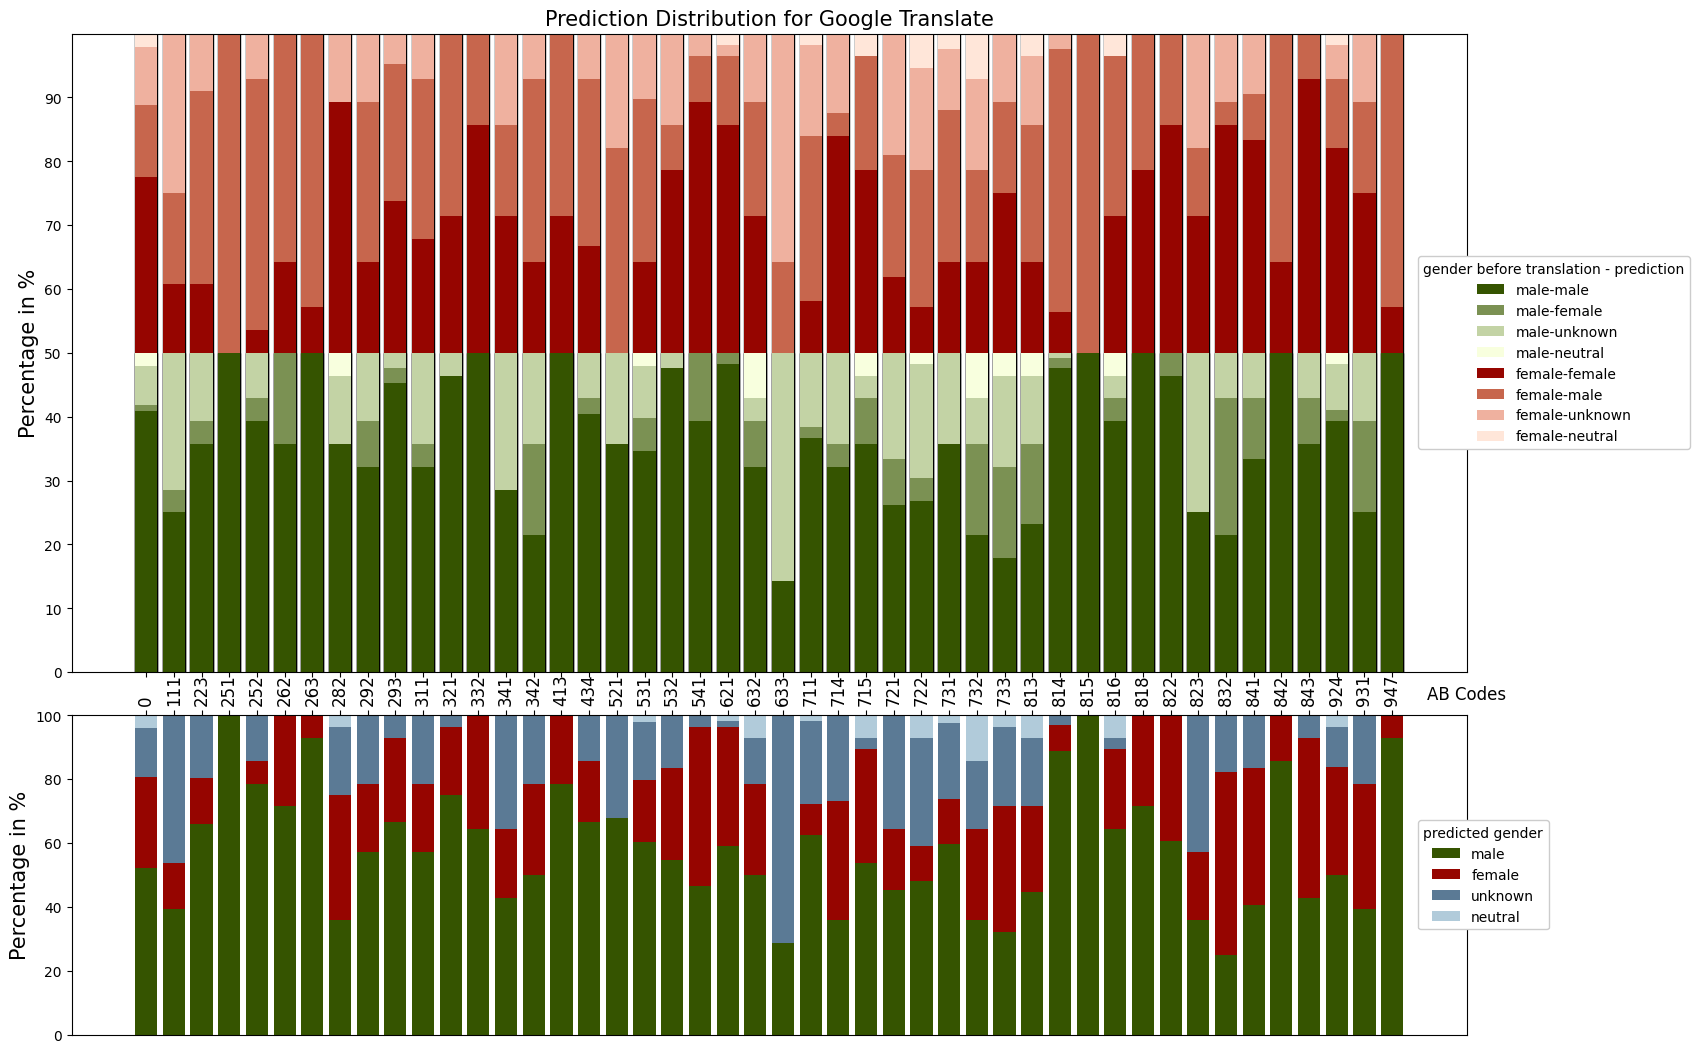 Prediction Distribution for Google Translate
Percentage in %
90
80
70
60
50
40
30
20
10
0
gender before translation - prediction
male-male
male-female
male-unknown
male-neutral
female-female
female-male
female-unknown
female-neutral
0 111 223 251 252 262 263 282 292 293 311 321 332 341 342 413 434 521 531 532 541 621 632 633 711 714 715 721 722 731 732 733 813 814 815 816 818 822 823 832 841 842 843 924 931 947
AB Codes
Percentage in %
100
80
60
40
20
0
predicted gender
male
female
unknown
neutral